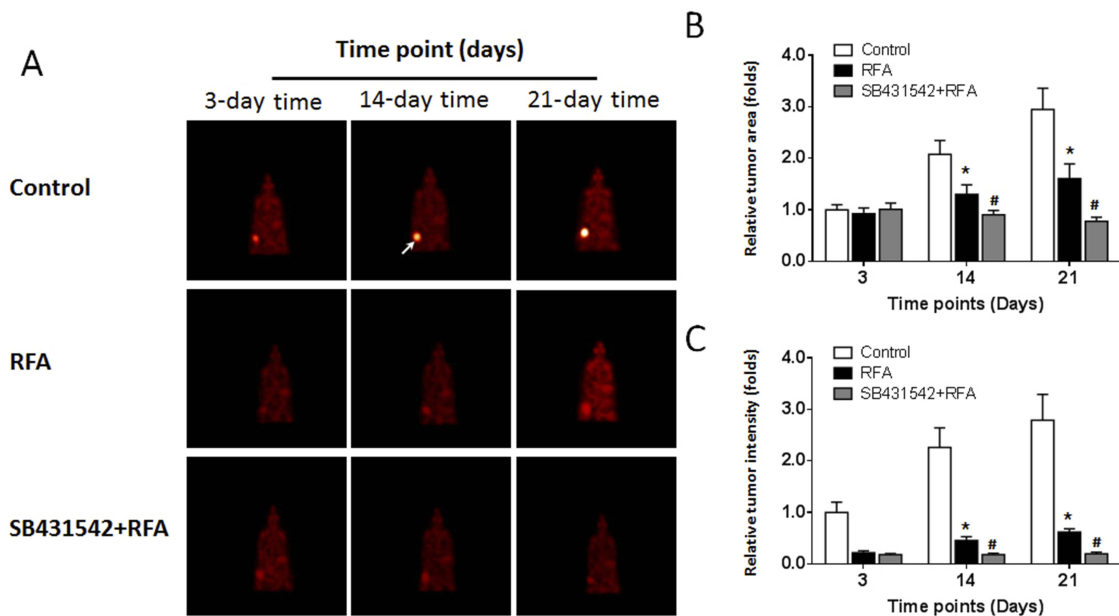 A
Time point (days)
3-day time 14-day time 21-day time
Control
RFA
SB431542+RFA
B
Relative tumor area (folds)
4.0
3.0
2.0
1.0
0.0
Control
RFA
SB431542+RFA
* # * #
3 14 21
Time points (Days)
C
Relative tumor intensity (folds)
4.0
3.0
2.0
1.0
0.0
Control
RFA
SB431542+RFA
* # * #
3 14 21
Time points (Days)